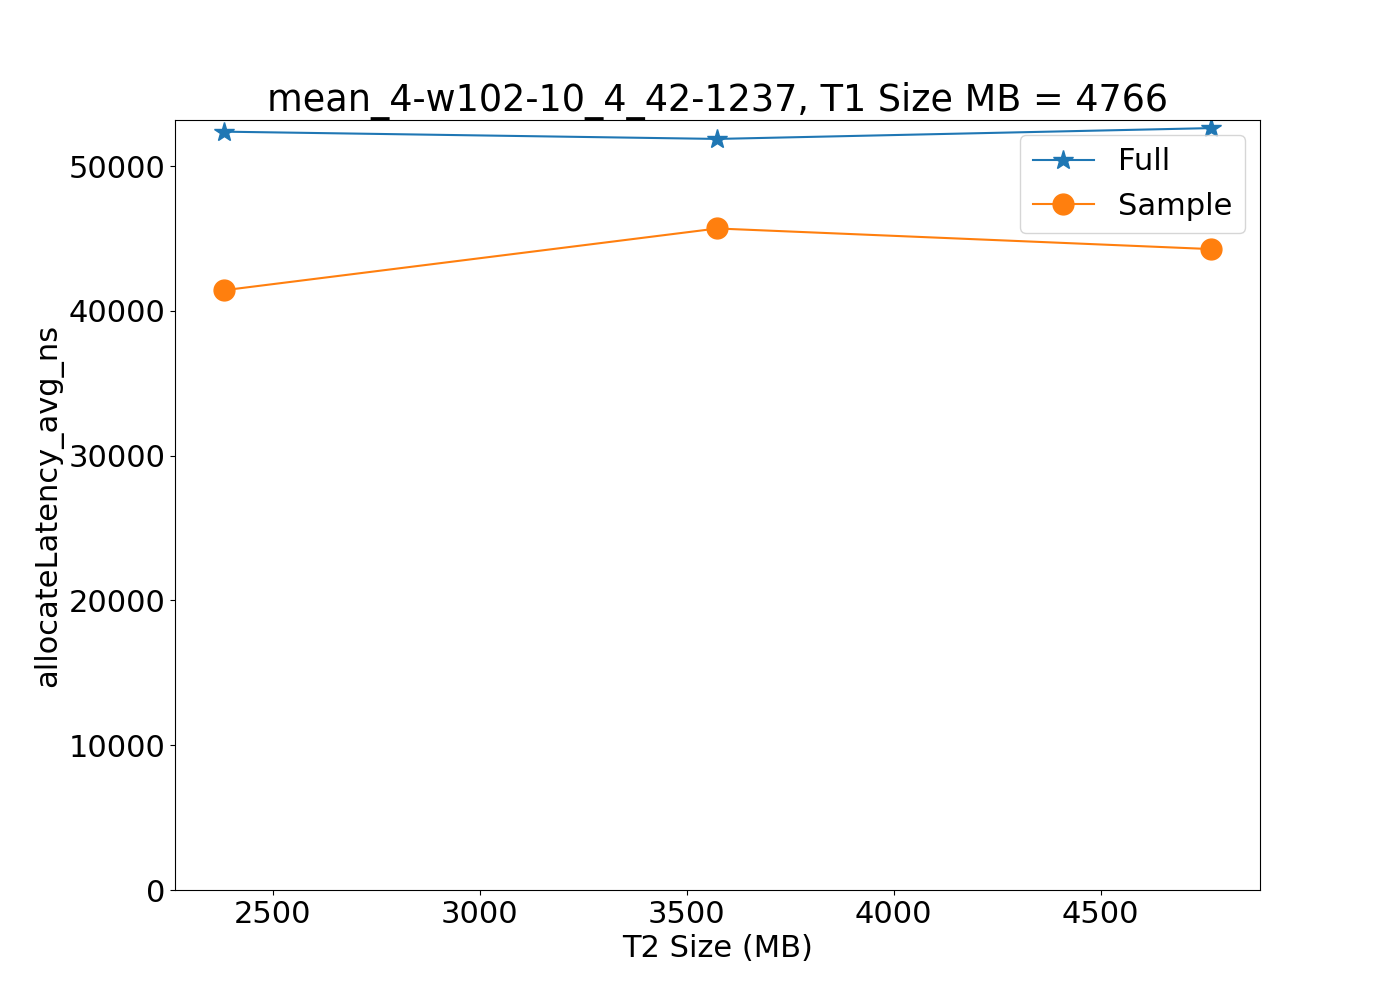 mean_4-w102-10_4_42-1237, T1 Size MB = 4766
Full
Sample
allocateLatency_avg_ns
50000
40000
30000
20000
10000
0
2500 3000 3500 4000 4500
T2 Size (MB)